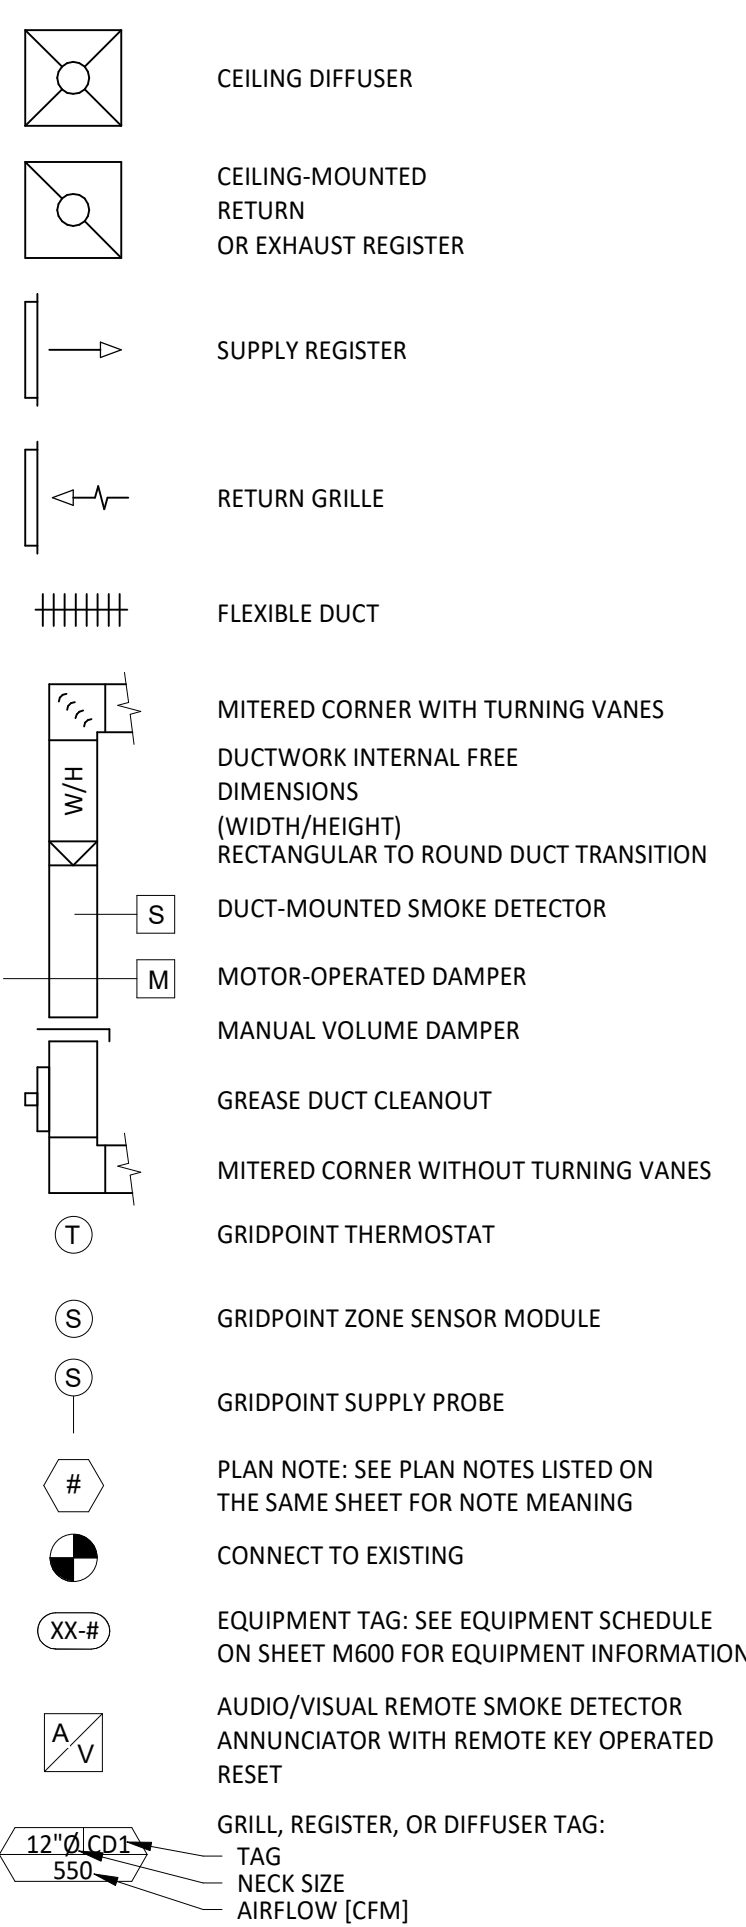 CEILING DIFFUSER
CEILING-MOUNTED
RETURN
OR EXHAUST REGISTER
SUPPLY REGISTER
RETURN GRILLE
FLEXIBLE DUCT
MITERED CORNER WITH TURNING VANES
W/H
DUCTWORK INTERNAL FREE
DIMENSIONS
(WIDTH/HEIGHT)
RECTANGULAR TO ROUND DUCT TRANSITION
S DUCT-MOUNTED SMOKE DETECTOR
M MOTOR-OPERATED DAMPER
MANUAL VOLUME DAMPER
GREASE DUCT CLEANOUT
MITERED CORNER WITHOUT TURNING VANES
T GRIDPOINT THERMOSTAT
S GRIDPOINT ZONE SENSOR MODULE
S GRIDPOINT SUPPLY PROBE
# PLAN NOTE: SEE PLAN NOTES LISTED ON
THE SAME SHEET FOR NOTE MEANING
CONNECT TO EXISTING
XX-# EQUIPMENT TAG: SEE EQUIPMENT SCHEDULE
ON SHEET M600 FOR EQUIPMENT INFORMATION
A/V AUDIO/VISUAL REMOTE SMOKE DETECTOR
ANNUNCIATOR WITH REMOTE KEY OPERATED
RESET
GRILL, REGISTER, OR DIFFUSER TAG:
12"Ø CD1 TAG
550 NECK SIZE
AIRFLOW [CFM]